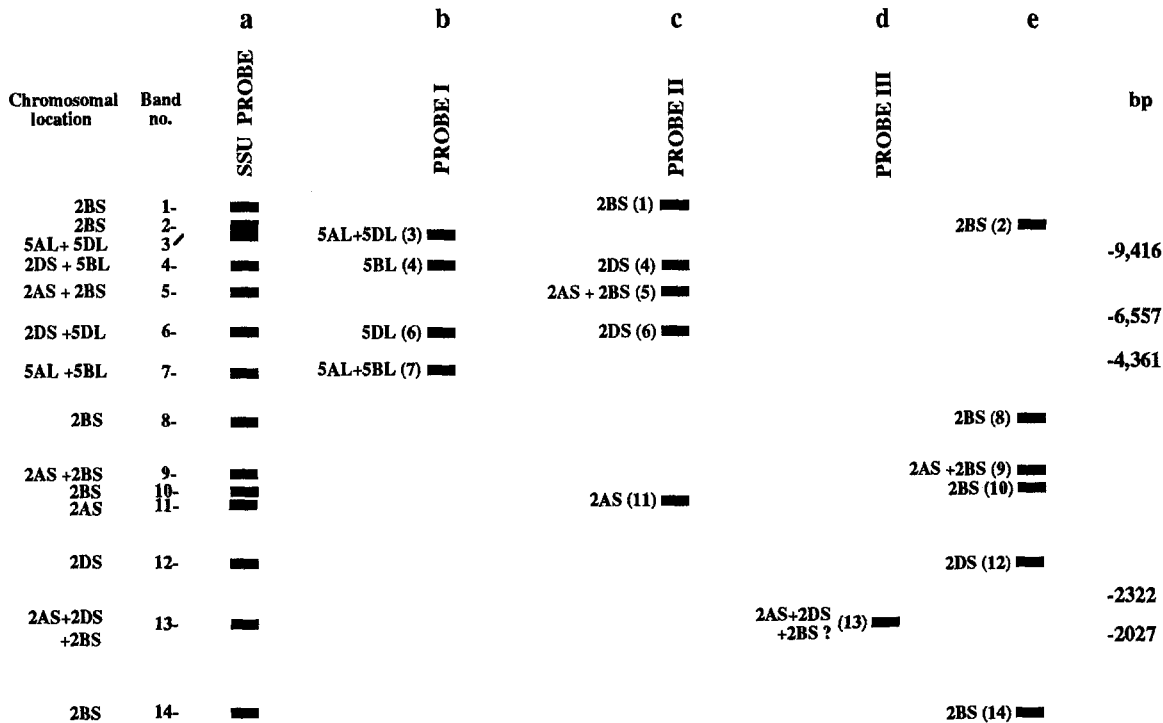 a b c d e
SSU PROBE
PROBE I
PROBE II
PROBE III
Chromosomal location
Band no.
bp
2BS 1- 2BS (1)
2BS 2- 2BS (2)
5AL+ 5DL 3 5AL+5DL (3)
-9,416
2DS + 5BL 4- 5BL (4) 2DS (4)
2AS + 2BS 5- 2AS + 2BS (5)
-6,557
2DS +5DL 6- 5DL (6) 2DS (6)
-4,361
5AL +5BL 7- 5AL+5BL (7)
2BS 8- 2BS (8)
2AS +2BS 9- 2AS +2BS (9)
2BS 10- 2BS (10)
2AS 11- 2AS (11)
2DS 12- 2DS (12)
-2322
2AS+2DS +2BS 13- 2AS+2DS +2BS ? (13)
-2027
2BS 14- 2BS (14)